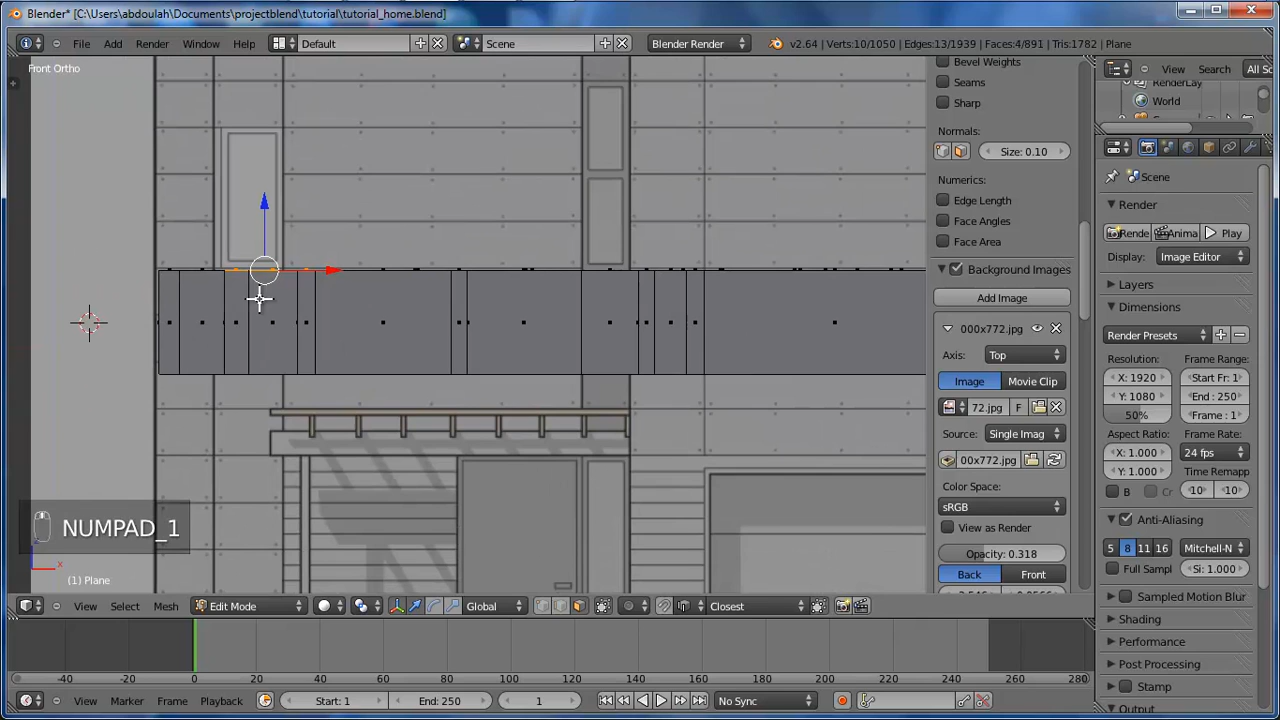 Blender* [C:\Users\abdoulah\Documents\projectblend\tutorial\tutorial_home.blend]
File Add Render Window Help Default Scene Blender Render v2.64 | Verts:10/1050 | Edges:13/1939 | Faces:4/891 | Tris:1782 | Plane
View Search All Sc
Front Ortho
Bevel Weights
RenderLay
Seams
World
Sharp
Normals:
Size: 0.10
Scene
Numerics:
Edge Length
Render
Face Angles
Rende Anima Play
Face Area
Display: Image Editor
Background Images
Layers
Add Image
Dimensions
000x772.jpg
Render Presets
Axis: Top
Resolution: Frame Range:
X: 1920 Start Fr: 1
Image Movie Clip
Y: 1080 End: 250
72.jpg F
50% Frame: 1
Source: Single Imag
Aspect Ratio: Frame Rate:
X: 1.000 24 fps
00x772.jpg
Y: 1.000 Time Remapp
Color Space:
B Cr 10 10
sRGB
View as Render
Anti-Aliasing
NUMPAD_1
Opacity: 0.318
5 8 11 16 Mitchell-N
Back Front
Full Sampl Si: 1.000
x
(1) Plane
Sampled Motion Blur
View Select Mesh Edit Mode Global Closest
Shading
Performance
Post Processing
-40 -20 0 20 40 60 80 100 120 140 160 180 200 220 240 260 280
Stamp
View Marker Frame Playback Start: 1 End: 250 1 No Sync
Output